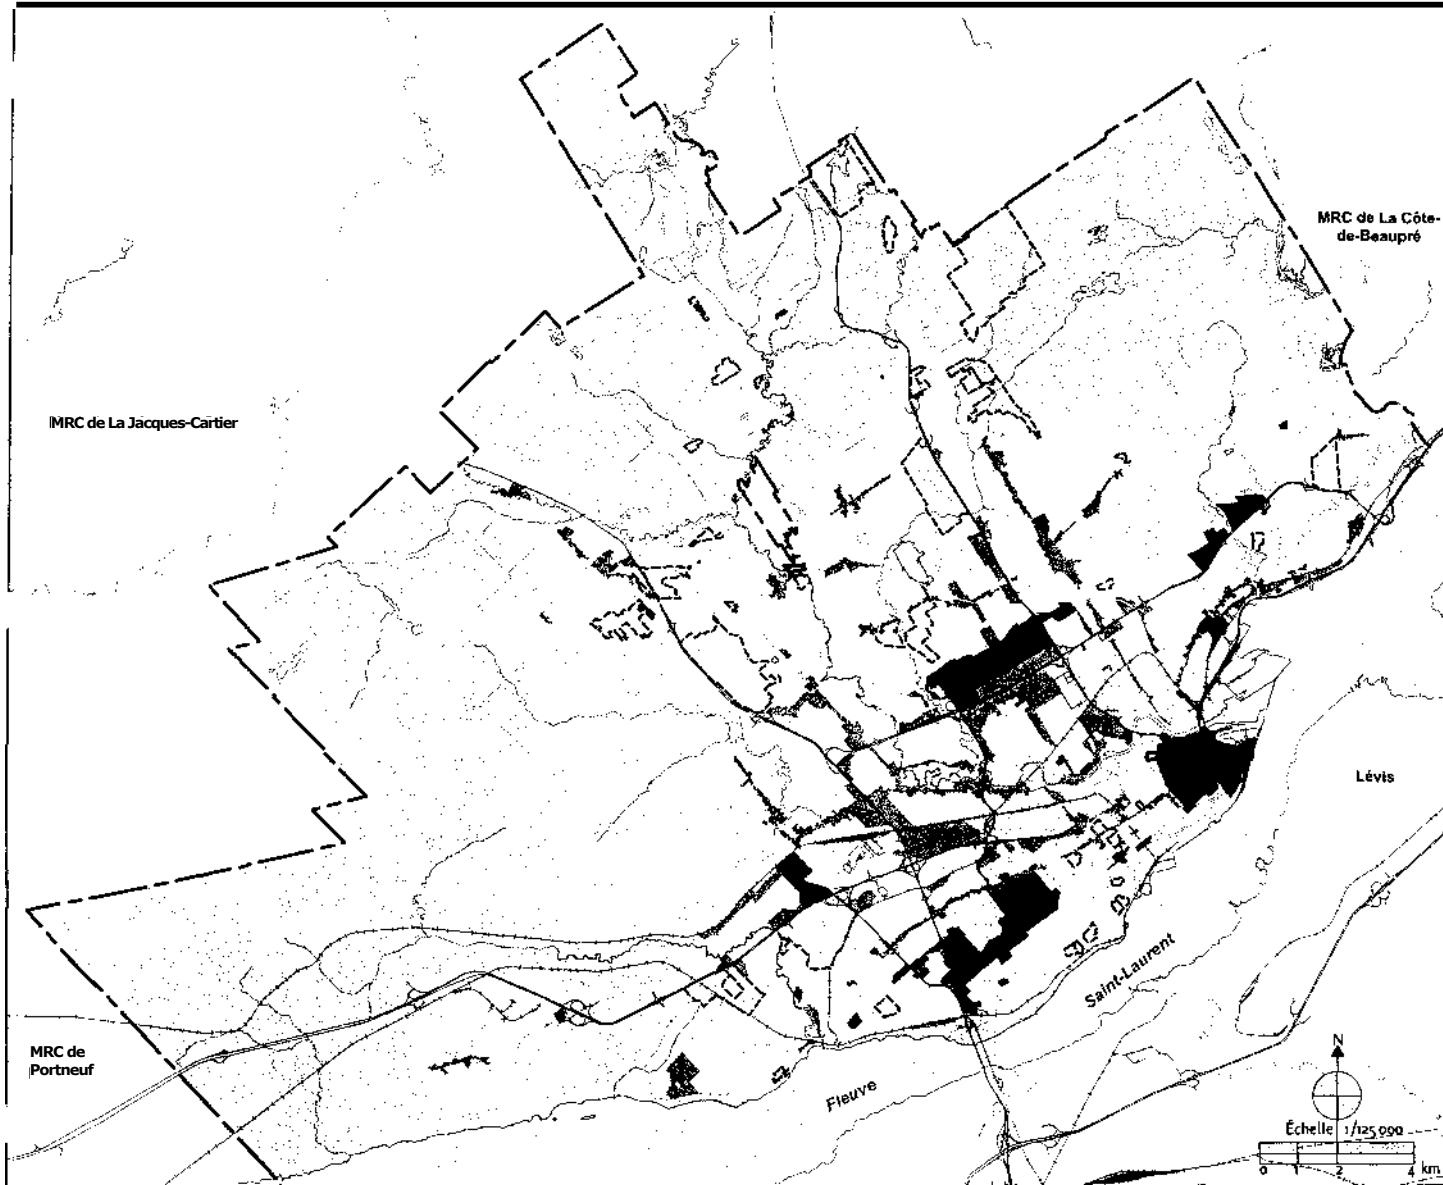 MRC de La Côte-
de-Beaupré
MRC de La Jacques-Cartier
Lévis
Saint-Laurent
Fleuve
MRC de
Portneuf
N
Échelle 1/125 000
0 1 2 4 km